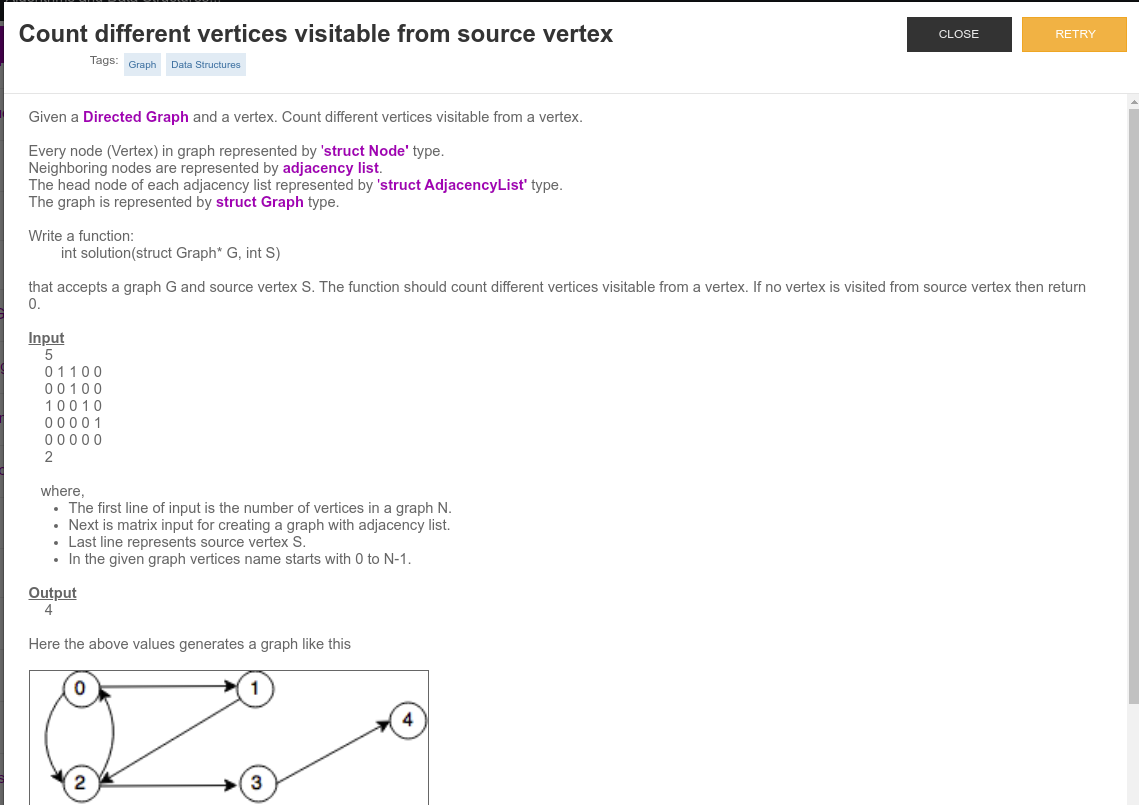 Count different vertices visitable from source vertex
CLOSE
RETRY
Tags: Graph Data Structures
Given a Directed Graph and a vertex. Count different vertices visitable from a vertex.
Every node (Vertex) in graph represented by 'struct Node' type.
Neighboring nodes are represented by adjacency list.
The head node of each adjacency list represented by 'struct AdjacencyList' type.
The graph is represented by struct Graph type.
Write a function:
int solution(struct Graph* G, int S)
that accepts a graph G and source vertex S. The function should count different vertices visitable from a vertex. If no vertex is visited from source vertex then return
0.
Input
5
0 1 1 0 0
0 0 1 0 0
1 0 0 1 0
0 0 0 0 1
0 0 0 0 0
2
where,
• The first line of input is the number of vertices in a graph N.
• Next is matrix input for creating a graph with adjacency list.
• Last line represents source vertex S.
• In the given graph vertices name starts with 0 to N-1.
Output
4
Here the above values generates a graph like this
0
1
4
2
3